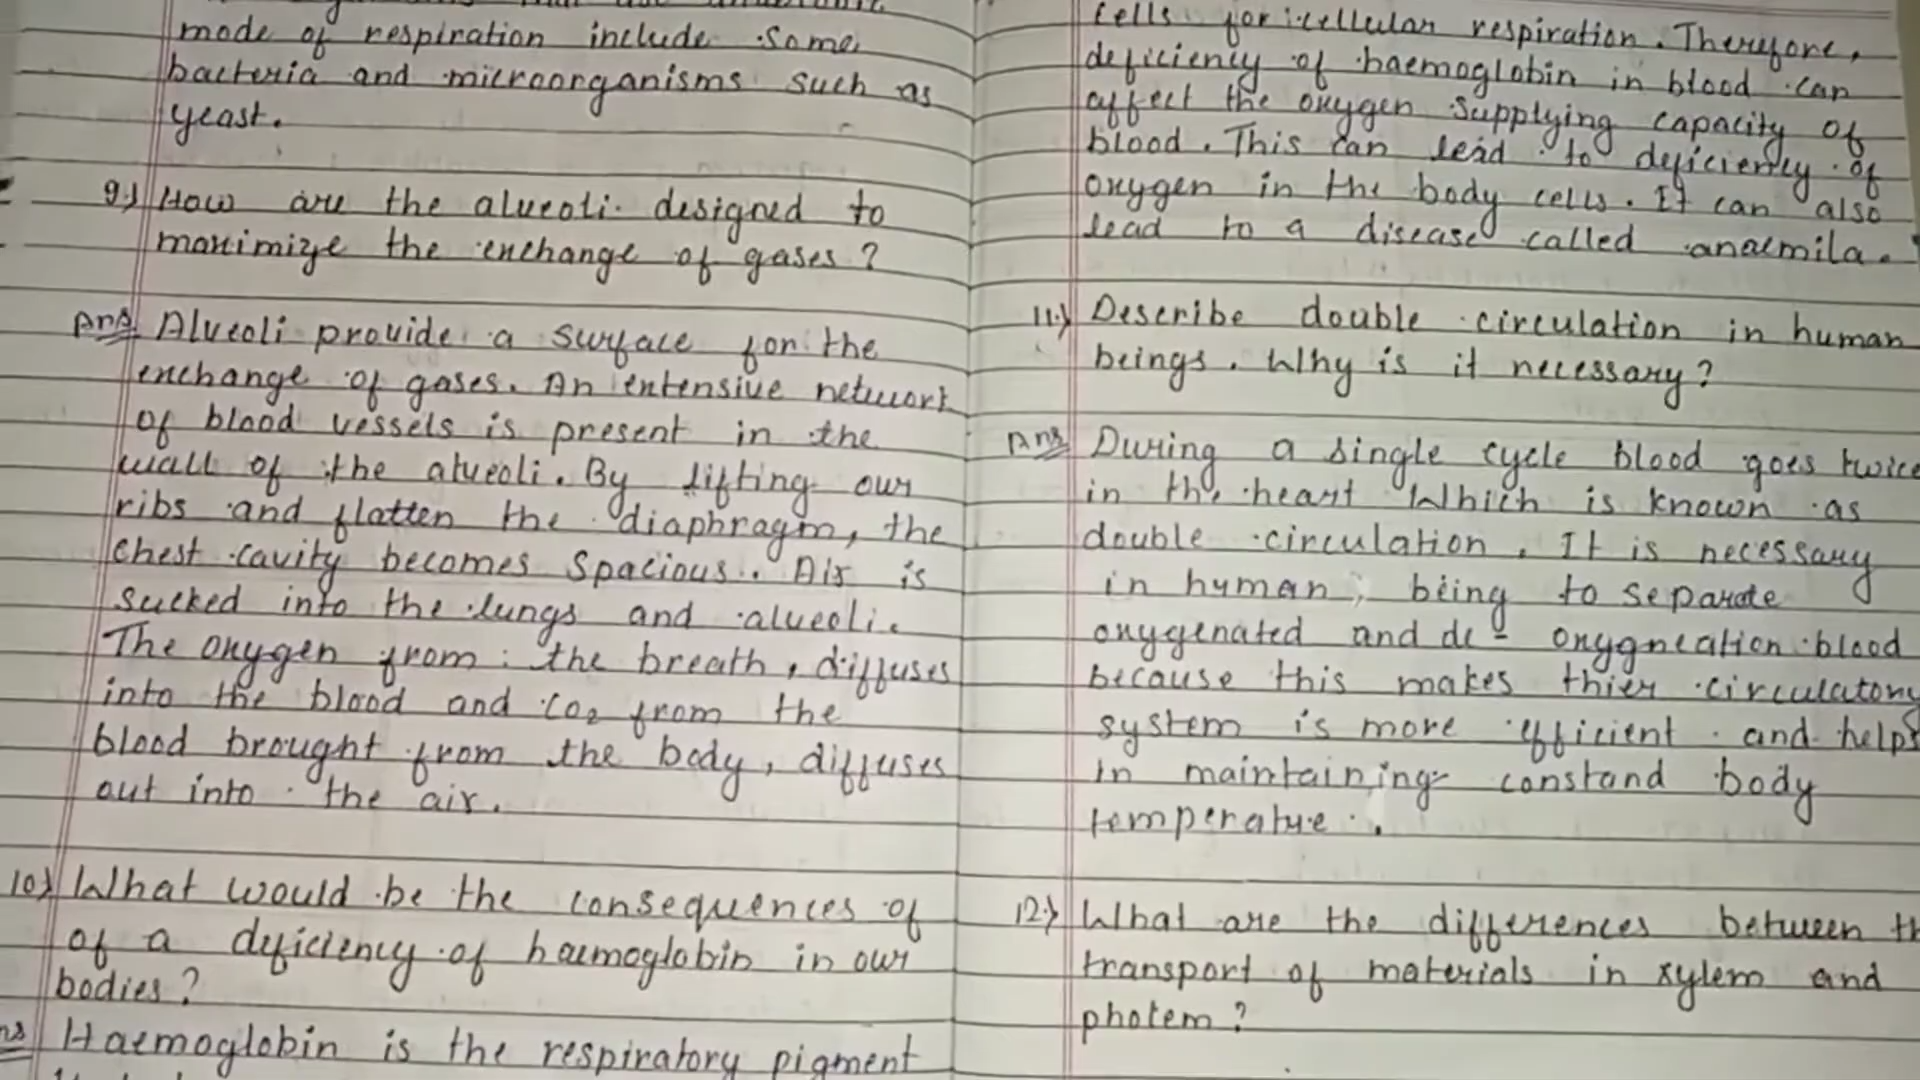 mode of respiration include some
bacteria and microorganisms such as
yeast.
9.) How are the alveoli designed to
maximize the exchange of gases?
Ans Alveoli provide a surface for the
exchange of gases. An extensive network
of blood vessels is present in the
wall of the alveoli. By lifting our
ribs and flatten the diaphragm, the
chest cavity becomes spacious. Air is
sucked into the lungs and alveoli.
The oxygen from the breath, diffuses
into the blood and CO2 from the
blood brought from the body, diffuses
out into the air.
10) What would be the consequences of
of a deficiency of haemoglobin in our
bodies?
Haemoglobin is the respiratory pigment
cells for cellular respiration. Therefore,
deficiency of haemoglobin in blood can
affect the oxygen supplying capacity of
blood. This can lead to deficiency of
oxygen in the body cells. It can also
lead to a disease called anaemila.
11.) Describe double circulation in human
beings. Why is it necessary?
Ans During a single cycle blood goes twice
in the heart which is known as
double circulation. It is necessary
in human being to separate
oxygenated and de- oxygneation blood
because this makes thier circulatory
system is more efficient and helps
in maintaining constand body
temperatue.
12.) What are the differences between th
transport of materials in xylem and
phloem?